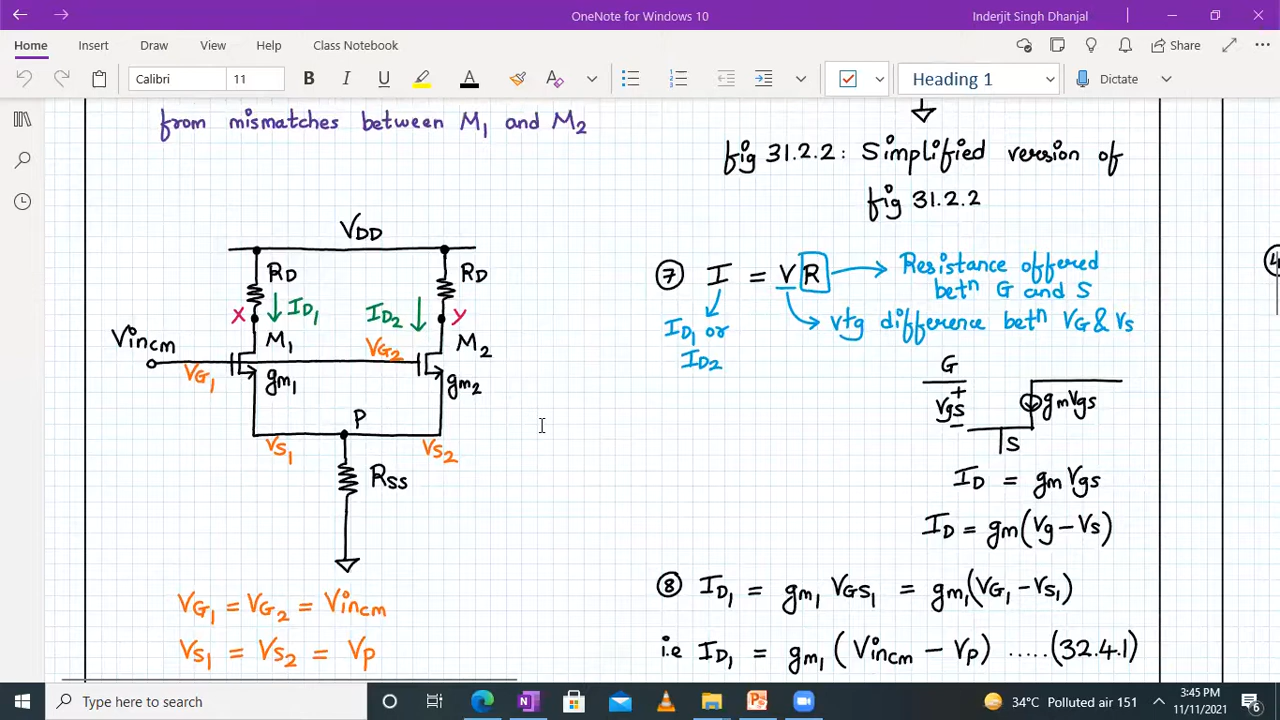 OneNote for Windows 10
Inderjit Singh Dhanjal
Home Insert Draw View Help Class Notebook
Share
Calibri 11 B I U A A Heading 1 Dictate
from mismatches between M1 and M2
VDD
RD RD
X ID1 ID2 Y
Vincm M1 VG2 M2
VG1 gm1 gm2
P
VS1 VS2
RSS
VG1 = VG2 = Vincm
VS1 = VS2 = VP
fig 31.2.2: Simplified version of
fig 31.2.2
⑦ I = V R
Resistance offered
betn G and S
ID1 or
ID2
vtg difference betn VG & VS
G
Vgs + −
gmVgs
S
ID = gmVgs
ID = gm(Vg − Vs)
⑧ ID1 = gm1 VGS1 = gm1(VG1 − VS1)
i.e ID1 = gm1 (Vincm − VP) .....(32.4.1)
4
Type here to search
34°C Polluted air 151
3:45 PM
11/11/2021
6